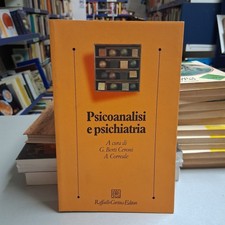 Psicoanalisi
e psichiatria
A cura di
G. Berti Ceroni
A. Correale
Raffaello Cortina Editore